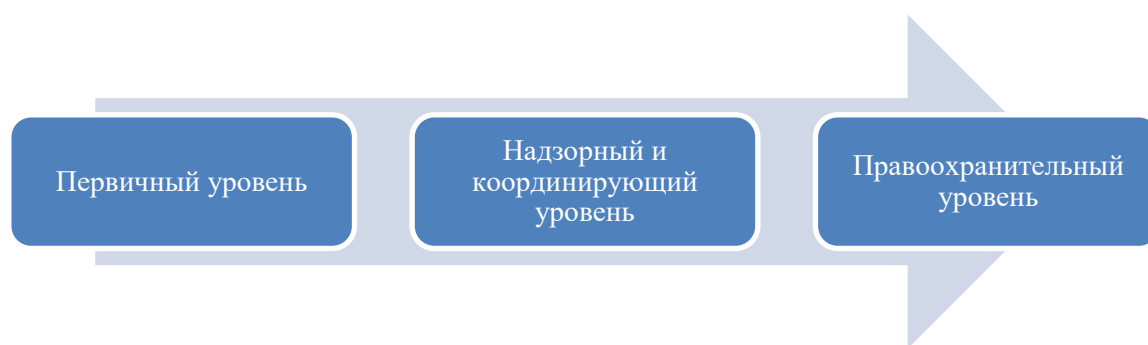 Первичный уровень
Надзорный и
координирующий
уровень
Правоохранительный
уровень